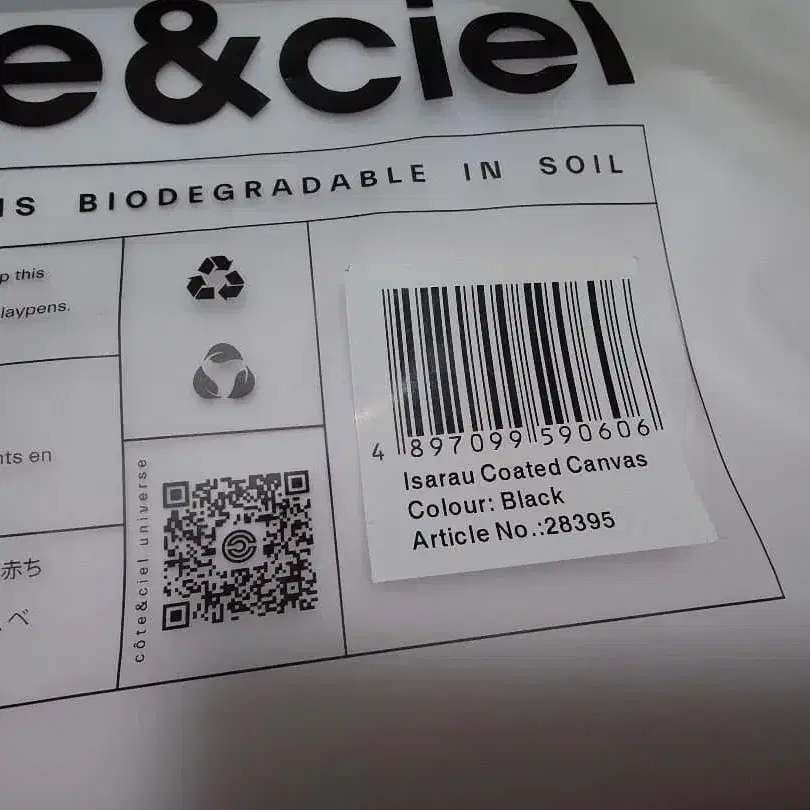 e&ciel
IS BIODEGRADABLE IN SOIL
p this
laypens.
nts en
赤ち
、ベ
côte&ciel universe
4 897099 590606
Isarau Coated Canvas
Colour: Black
Article No.:28395